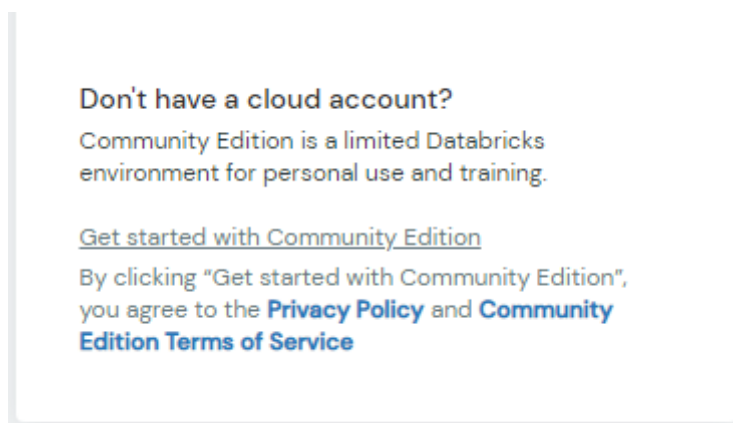 Don't have a cloud account?
Community Edition is a limited Databricks
environment for personal use and training.
Get started with Community Edition
By clicking “Get started with Community Edition”,
you agree to the Privacy Policy and Community
Edition Terms of Service